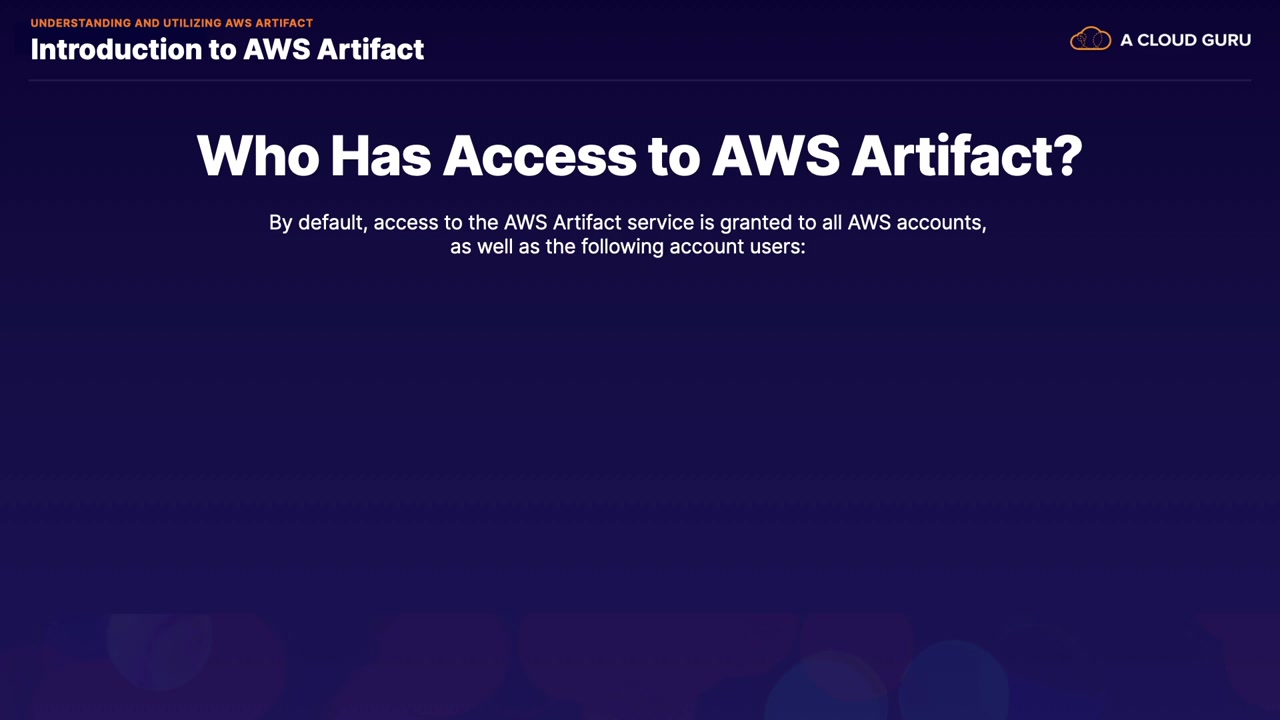 UNDERSTANDING AND UTILIZING AWS ARTIFACT
Introduction to AWS Artifact
A CLOUD GURU
Who Has Access to AWS Artifact?
By default, access to the AWS Artifact service is granted to all AWS accounts,
as well as the following account users: